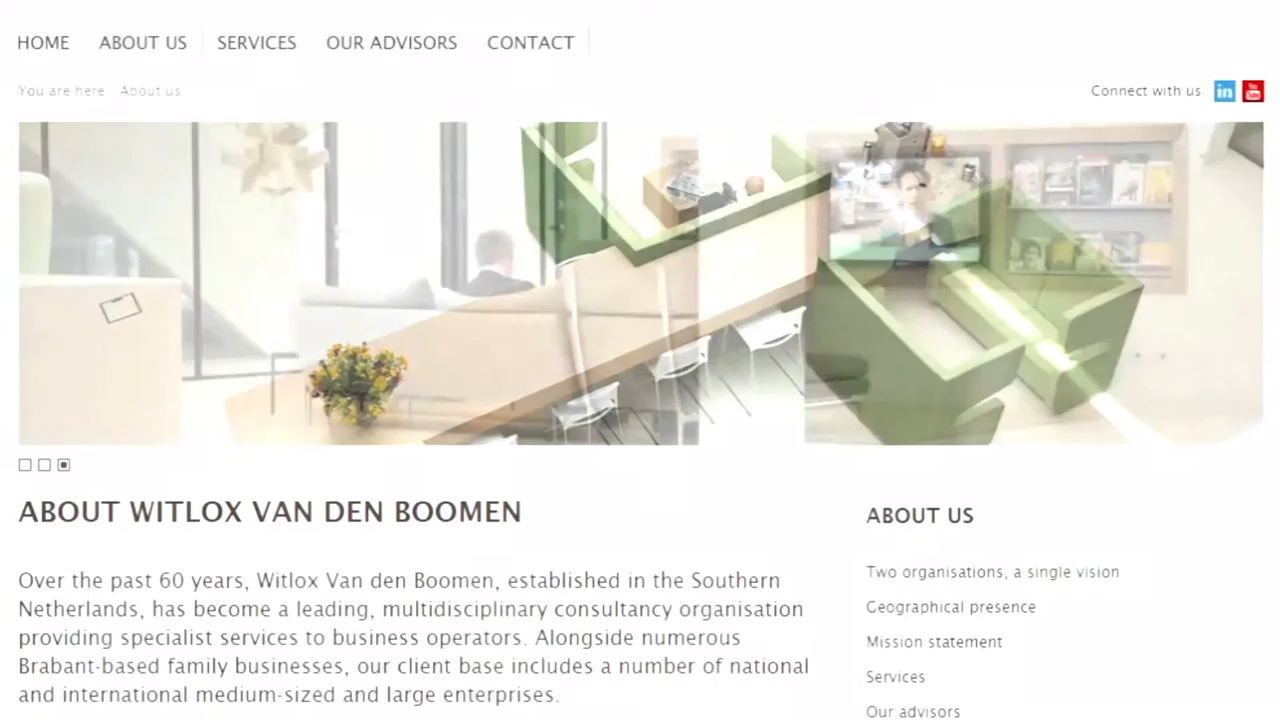 HOME ABOUT US SERVICES OUR ADVISORS CONTACT
You are here About us
Connect with us in You Tube
ABOUT WITLOX VAN DEN BOOMEN
Over the past 60 years, Witlox Van den Boomen, established in the Southern
Netherlands, has become a leading, multidisciplinary consultancy organisation
providing specialist services to business operators. Alongside numerous
Brabant-based family businesses, our client base includes a number of national
and international medium-sized and large enterprises.
ABOUT US
Two organisations, a single vision
Geographical presence
Mission statement
Services
Our advisors